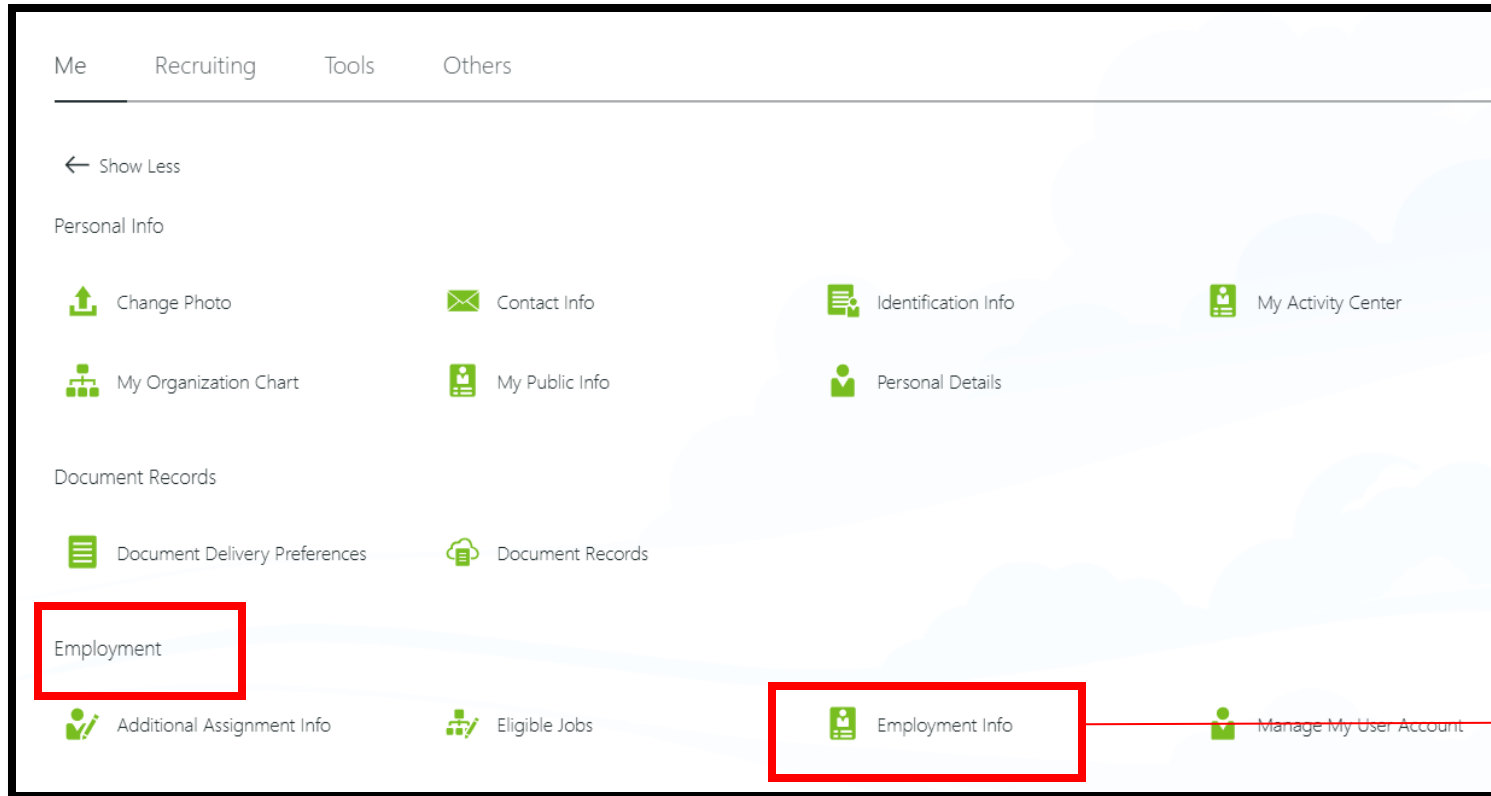 Me Recruiting Tools Others
Show Less
Personal Info
Change Photo Contact Info Identification Info My Activity Center
My Organization Chart My Public Info Personal Details
Document Records
Document Delivery Preferences Document Records
Employment
Additional Assignment Info Eligible Jobs Employment Info Manage My User Account